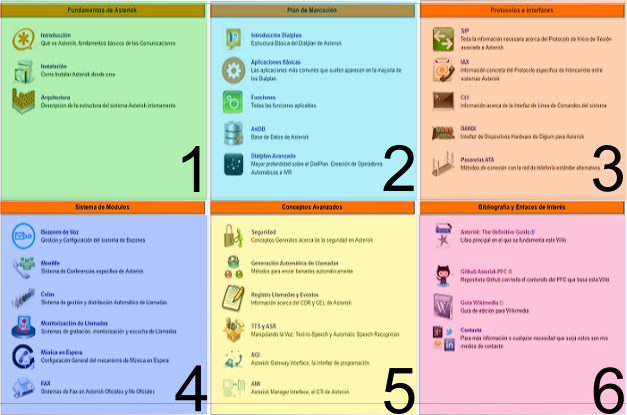 Fundamentos de Asterisk
Introducción
Que es Asterisk, fundamentos básicos de las Comunicaciones
Instalación
Como instalar Asterisk desde cero
Arquitectura
Descripcion de la estructura del sistema Asterisk internamente
1
Plan de Marcación
Introducción Dialplan
Estructura Básica del Dialplan de Asterisk
Aplicaciones Básicas
Las aplicaciones más comunes que suelen aparecen en la mayoría de
los Dialplan
Funciones
Todas las funciones aplicables
AstDB
Base de Datos de Asterisk
Dialplan Avanzado
Mayor profundidad sobre el DialPlan. Creación de Operadores
Automáticos e IVR
2
Protocolos e Interfaces
SIP
Toda la información necesaria acerca del Protocolo de Inicio de Sesión
asociado a Asterisk
IAX
Información concreta del Protocolo especifico de Intercambio entre
sistemas Asterisk
CLI
Información acerca de la Interfaz de Linea de Comandos del sistema
DAHDI
Interfaz de Dispositivos Hardware de Digium para Asterisk
Pasarelas ATA
Métodos de conexión con la red de telefonía estándar alternativos
3
Sistema de Módulos
Buzones de Voz
Gestión y Configuración del sistema de Buzones
MeetMe
Sistema de Conferencias específico de Asterisk
Colas
Sistema de gestión y distribución Automático de Llamadas
Monitorización de Llamadas
Sistemas de grabación, monitorización y escucha de Llamadas
Música en Espera
Configuración General del mecanismo de Música en Espera
FAX
Sistemas de Fax en Asterisk Oficiales y No Oficiales
4
Conceptos Avanzados
Seguridad
Conceptos Generales acerca de la seguridad en Asterisk
Generación Automática de Llamadas
Métodos para enviar llamadas automáticamente
Registro Llamadas y Eventos
Información acerca del CDR y CEL de Asterisk
TTS y ASR
Manipulando la Voz: Text-to-Speech y Automatic Speech Recognition
AGI
Asterisk Gateway Interface, la interfaz de programación
AMI
Asterisk Manager Interface, el CTI de Asterisk
5
Bibliografía y Enlaces de Interés
Asterisk: The Definitive Guide
Libro principal en el que se fundamenta este Wiki
Github Asterisk PFC
Repositorio Github con todo el contenido del PFC que basa este Wiki
Guía Wikimedia
Guía de edición para Wikimedia
Contacto
Para más información o cualquier necesidad que surja estos son mis
medios de contacto
6